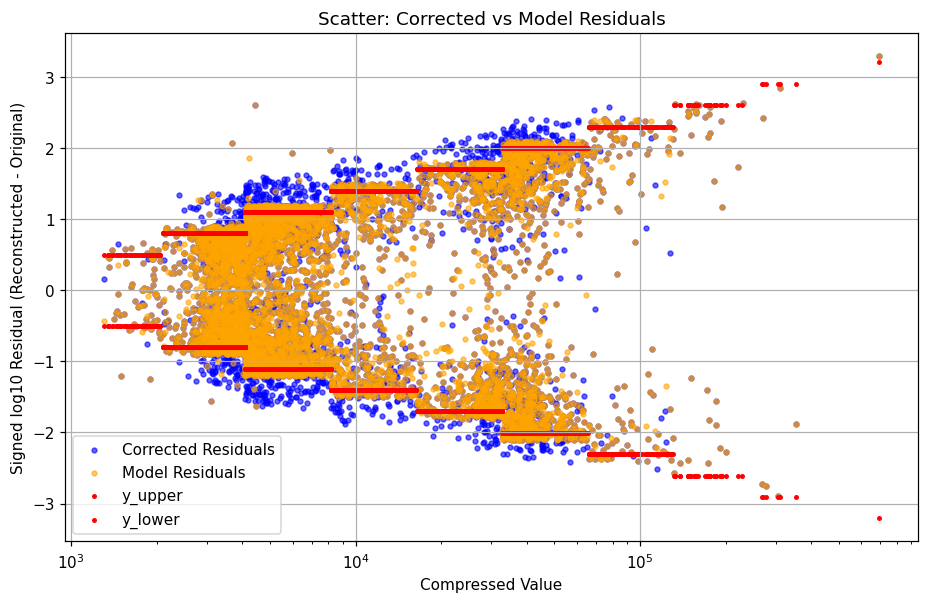 Scatter: Corrected vs Model Residuals
Signed log10 Residual (Reconstructed - Original)
3
2
1
0
−1
−2
−3
Corrected Residuals
Model Residuals
y_upper
y_lower
10³
10⁴
10⁵
Compressed Value